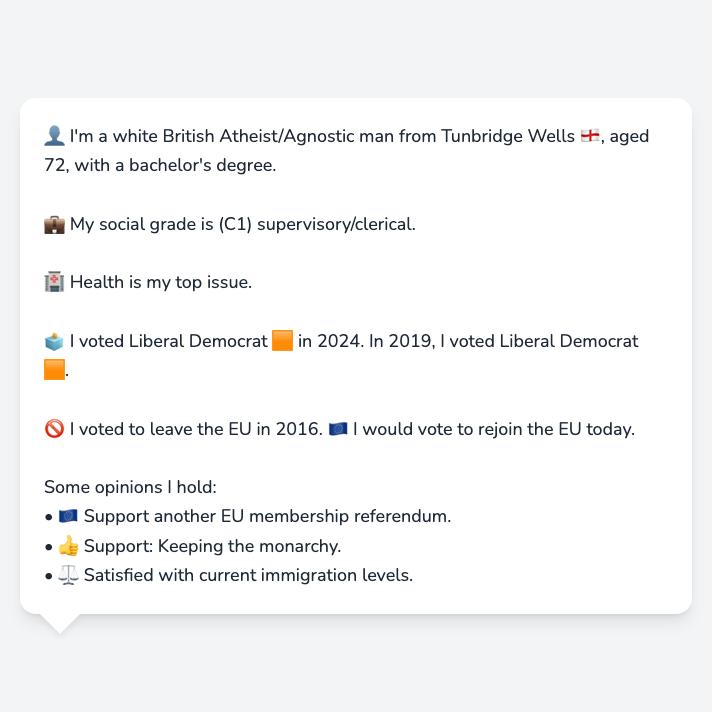 👤 I'm a white British Atheist/Agnostic man from Tunbridge Wells 🏴󠁧󠁢󠁥󠁮󠁧󠁿, aged
72, with a bachelor's degree.
💼 My social grade is (C1) supervisory/clerical.
🏥 Health is my top issue.
🗳️ I voted Liberal Democrat 🟧 in 2024. In 2019, I voted Liberal Democrat
🟧.
🚫 I voted to leave the EU in 2016. 🇪🇺 I would vote to rejoin the EU today.
Some opinions I hold:
• 🇪🇺 Support another EU membership referendum.
• 👍 Support: Keeping the monarchy.
• ⚖️ Satisfied with current immigration levels.